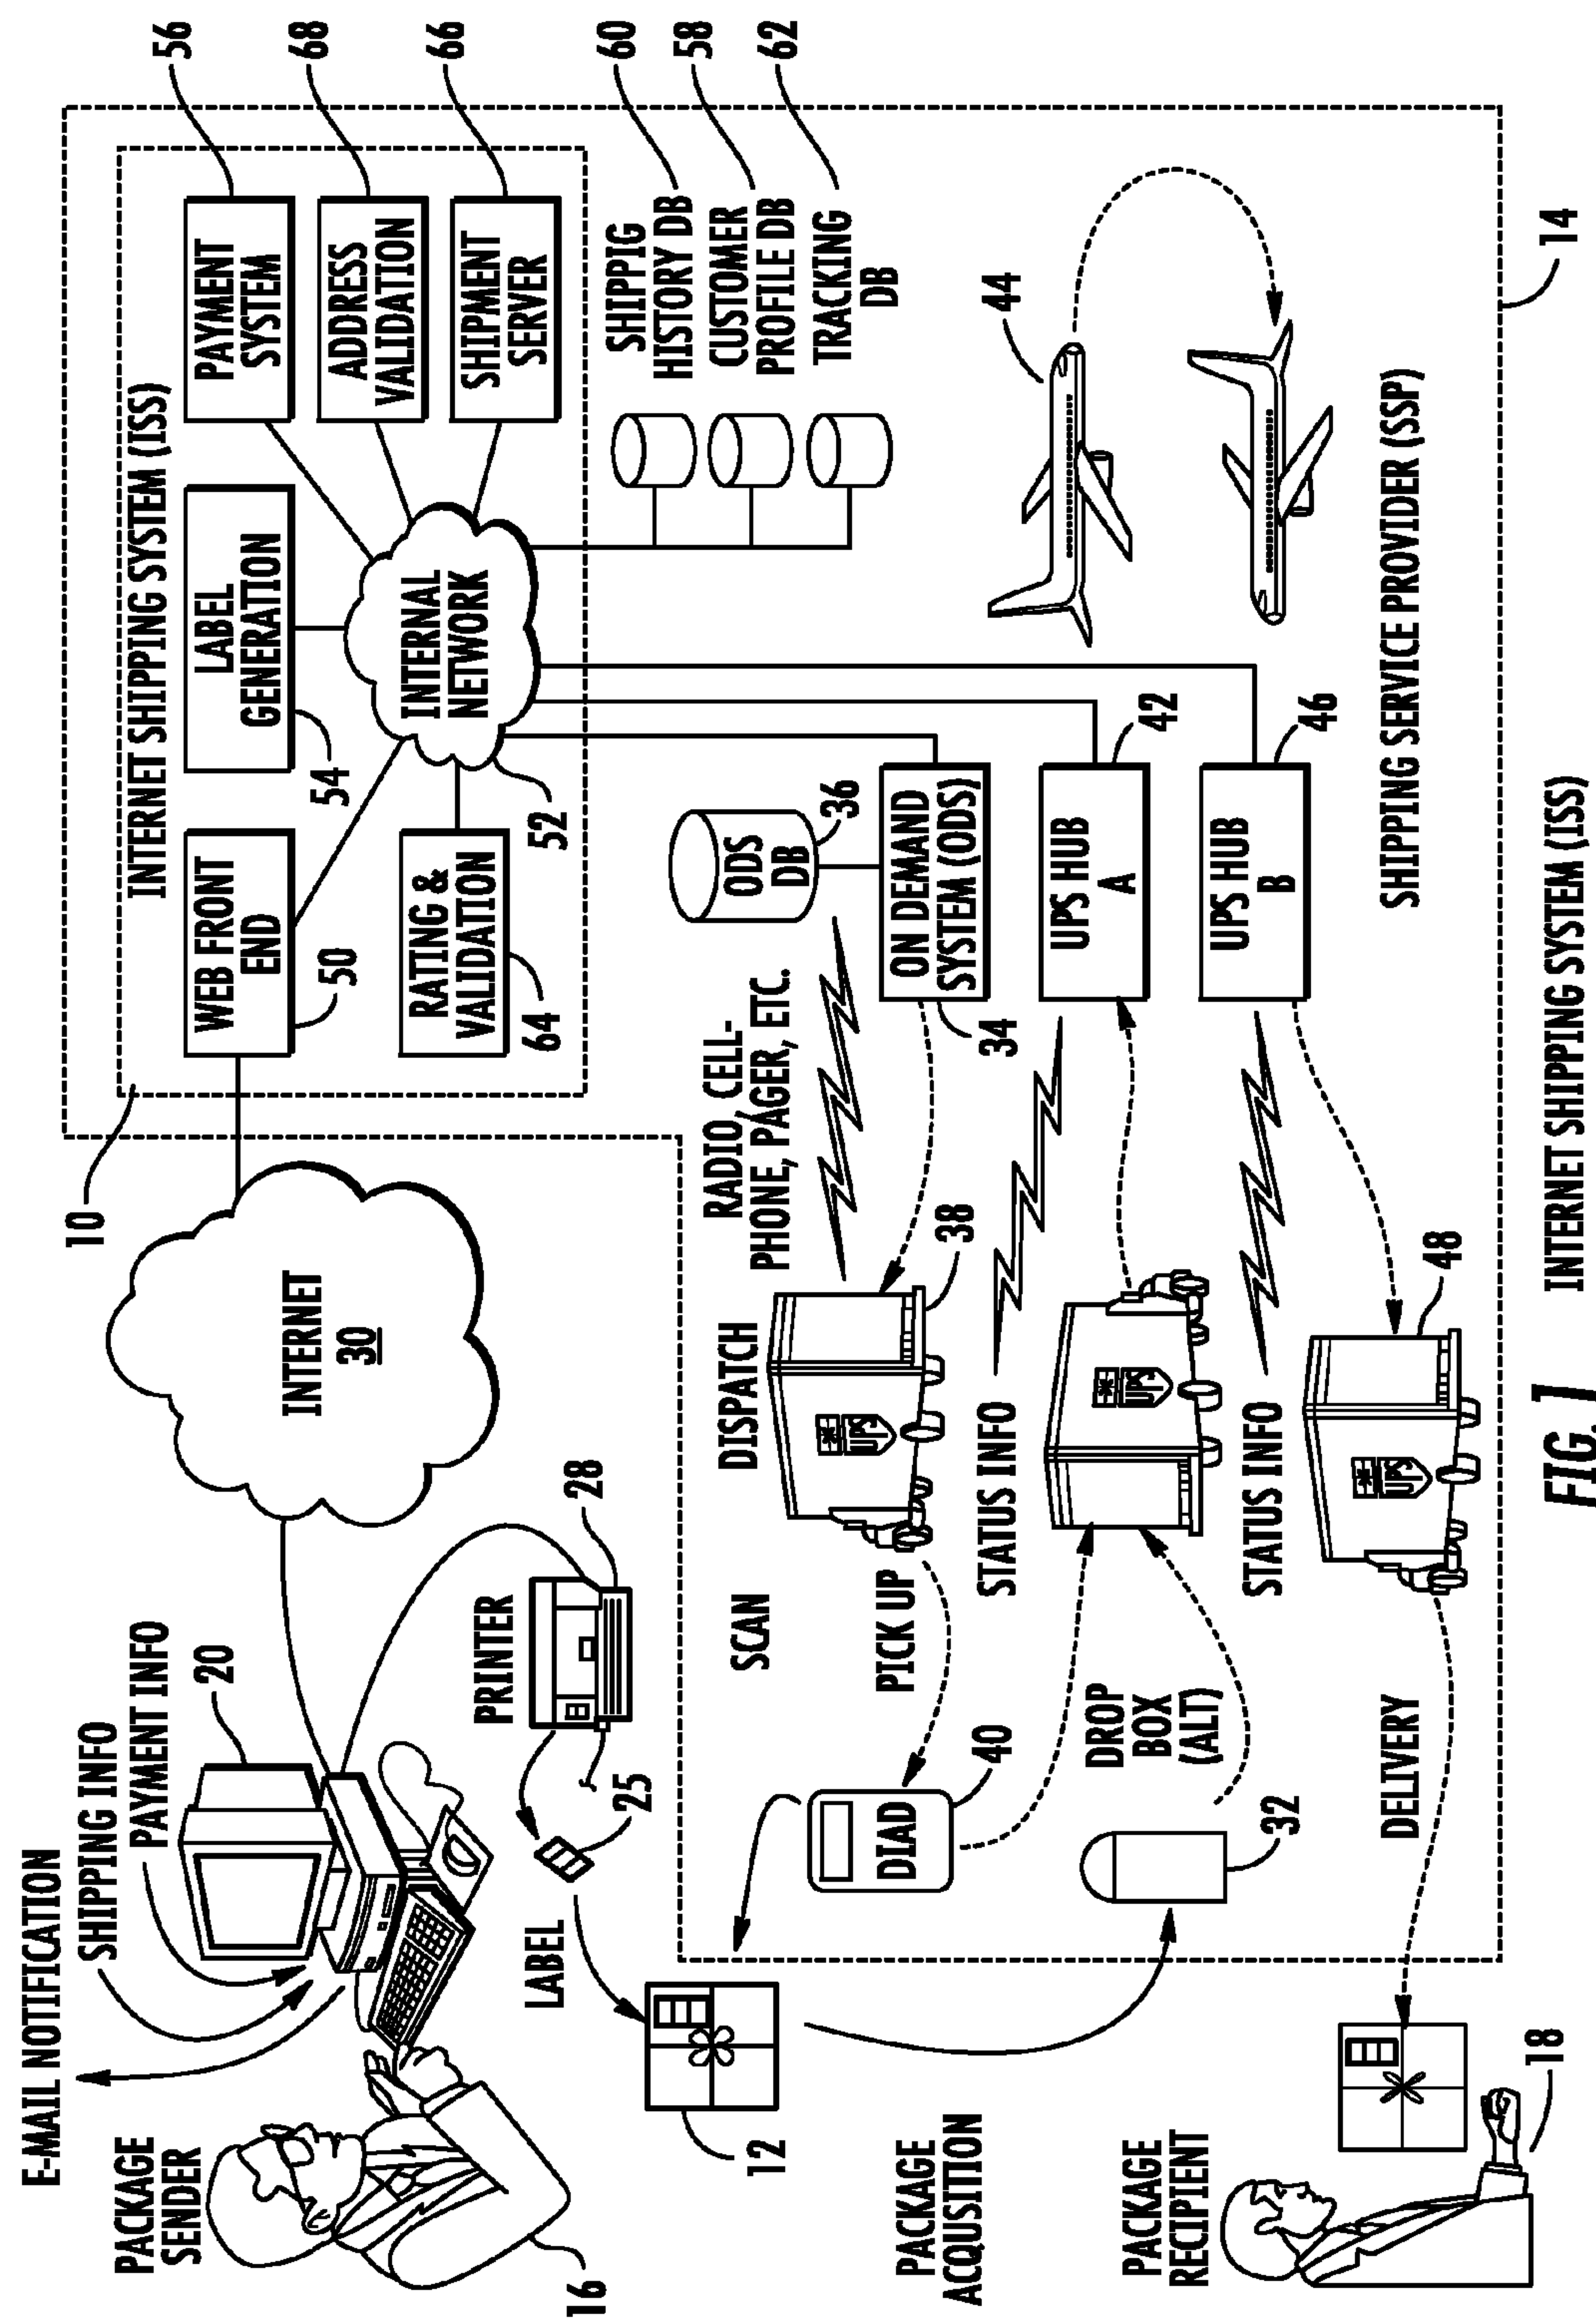 E-MAIL NOTIFICATION
SHIPPING INFO
PAYMENT INFO
20
PACKAGE
SENDER
16
PRINTER
28
25
LABEL
12
INTERNET
30
10
INTERNET SHIPPING SYSTEM (ISS)
WEB FRONT
END
50
LABEL
GENERATION
54
PAYMENT
SYSTEM
56
ADDRESS
VALIDATION
68
SHIPMENT
SERVER
66
RATING &
VALIDATION
64
INTERNAL
NETWORK
52
SHIPPIG
HISTORY DB
60
CUSTOMER
PROFILE DB
58
TRACKING
DB
62
ODS
DB
36
ON DEMAND
SYSTEM (ODS)
34
RADIO, CELL-
PHONE, PAGER, ETC.
DISPATCH
38
UPS
SCAN
PICK UP
DIAD
40
PACKAGE
ACQUSITION
STATUS INFO
UPS
UPS HUB
A
42
44
DROP
BOX
(ALT)
32
STATUS INFO
UPS HUB
B
46
48
UPS
DELIVERY
PACKAGE
RECIPIENT
18
SHIPPING SERVICE PROVIDER (SSP)
14
INTERNET SHIPPING SYSTEM (ISS)
FIG. 1